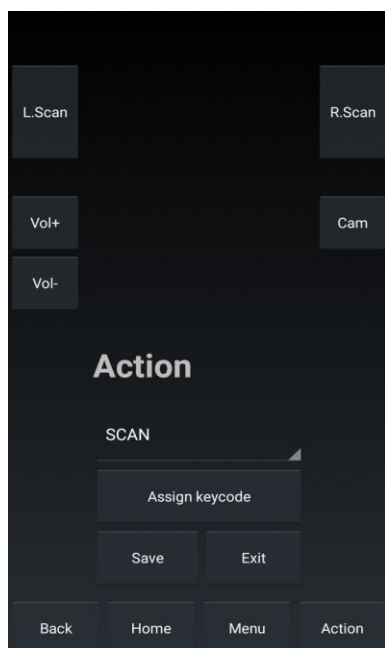 L.Scan R.Scan
Vol+ Cam
Vol-
Action
SCAN
Assign keycode
Save Exit
Back Home Menu Action